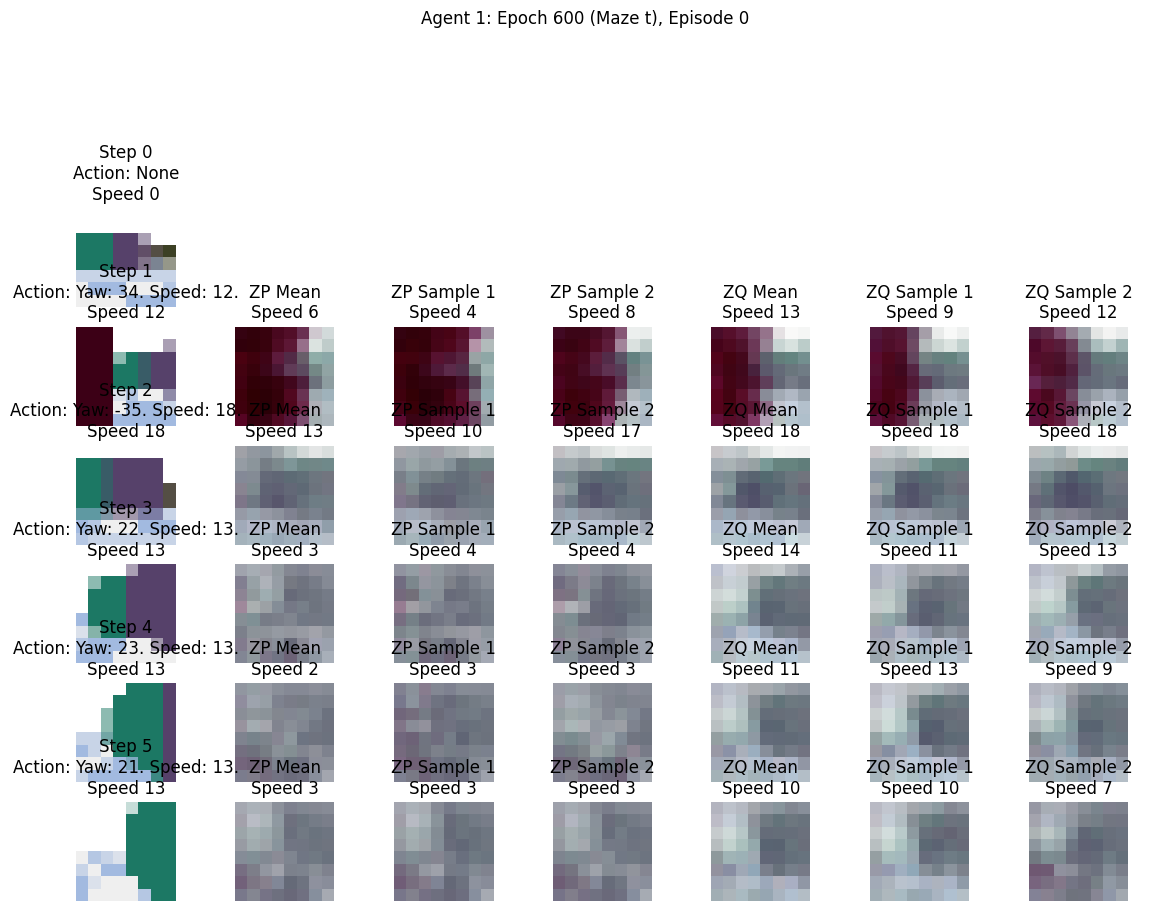 Agent 1: Epoch 600 (Maze t), Episode 0
Step 0
Action: None
Speed 0
Step 1
Action: Yaw: 34. Speed: 12.
Speed 12
ZP Mean
Speed 6
ZP Sample 1
Speed 4
ZP Sample 2
Speed 8
ZQ Mean
Speed 13
ZQ Sample 1
Speed 9
ZQ Sample 2
Speed 12
Step 2
Action: Yaw: -35. Speed: 18.
Speed 18
ZP Mean
Speed 13
ZP Sample 1
Speed 10
ZP Sample 2
Speed 17
ZQ Mean
Speed 18
ZQ Sample 1
Speed 18
ZQ Sample 2
Speed 18
Step 3
Action: Yaw: 22. Speed: 13.
Speed 13
ZP Mean
Speed 3
ZP Sample 1
Speed 4
ZP Sample 2
Speed 4
ZQ Mean
Speed 14
ZQ Sample 1
Speed 11
ZQ Sample 2
Speed 13
Step 4
Action: Yaw: 23. Speed: 13.
Speed 13
ZP Mean
Speed 2
ZP Sample 1
Speed 3
ZP Sample 2
Speed 3
ZQ Mean
Speed 11
ZQ Sample 1
Speed 13
ZQ Sample 2
Speed 9
Step 5
Action: Yaw: 21. Speed: 13.
Speed 13
ZP Mean
Speed 3
ZP Sample 1
Speed 3
ZP Sample 2
Speed 3
ZQ Mean
Speed 10
ZQ Sample 1
Speed 10
ZQ Sample 2
Speed 7